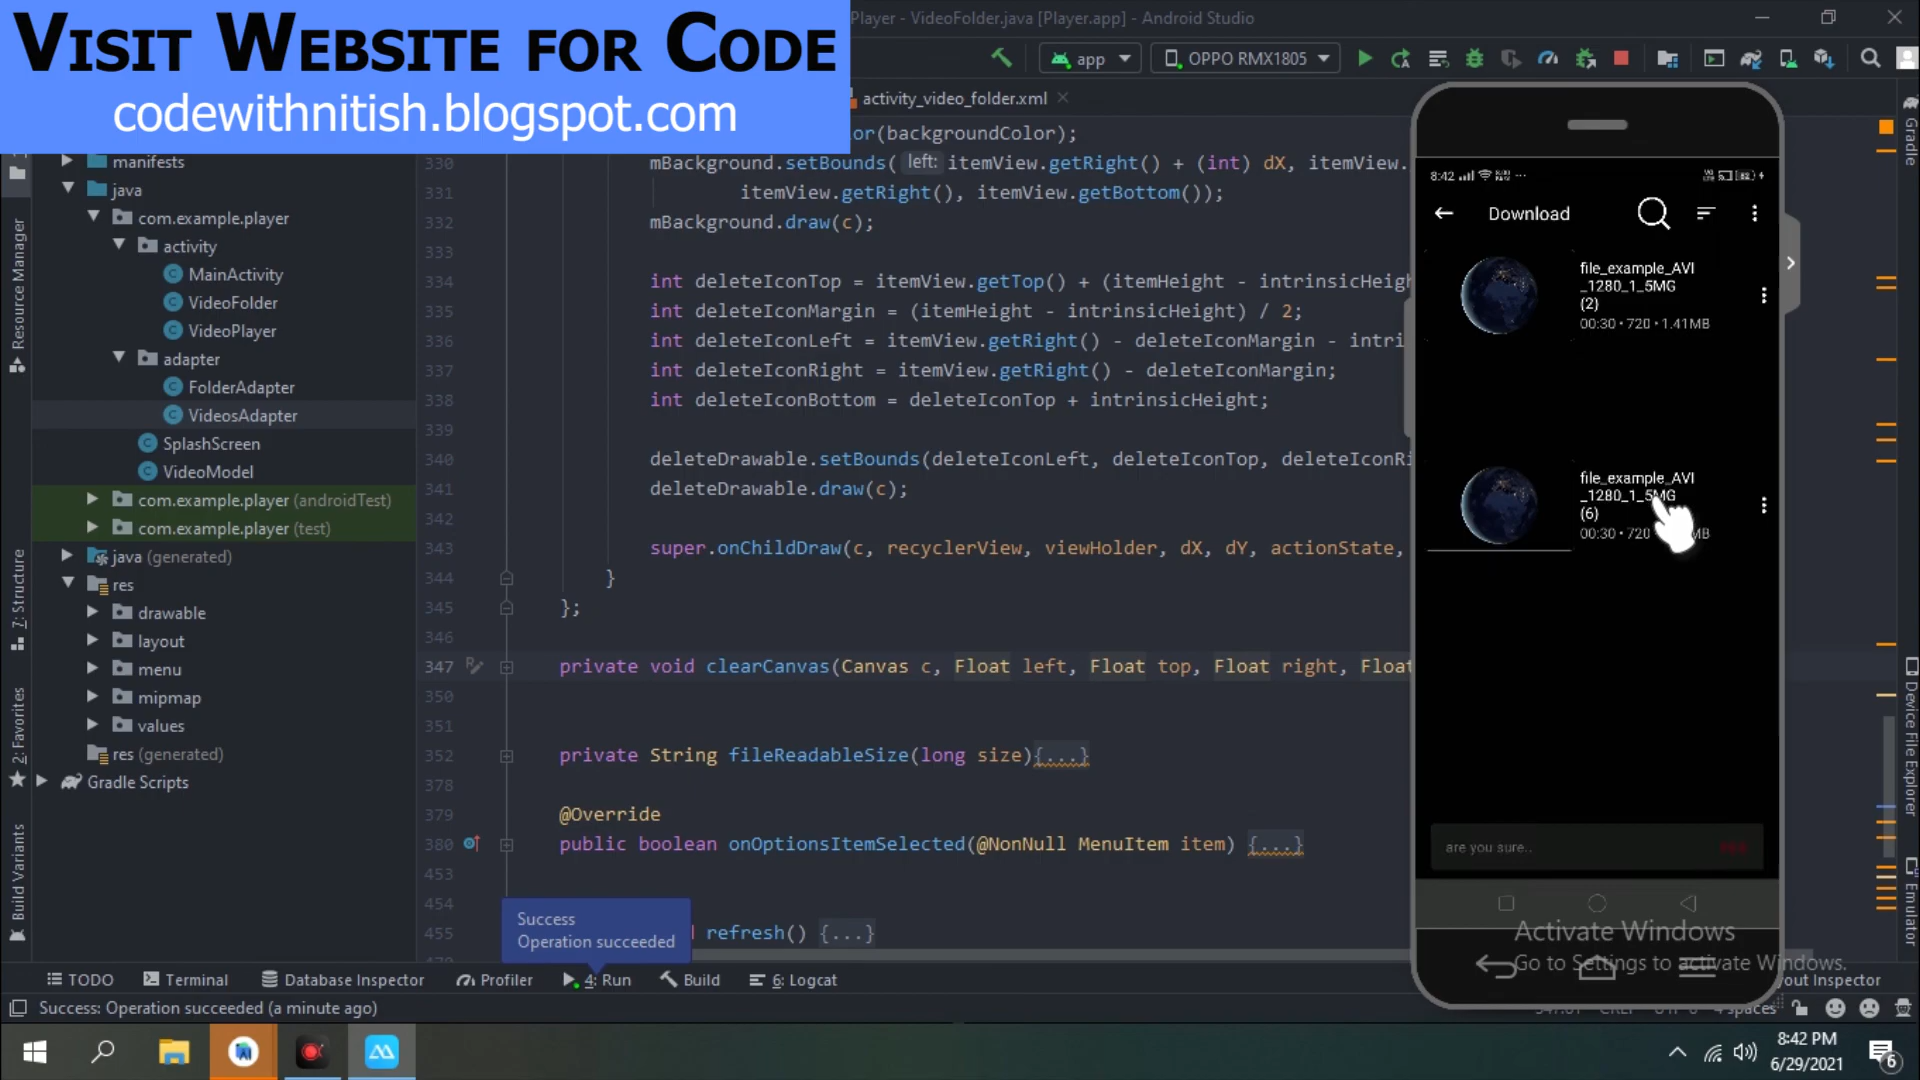 VISIT WEBSITE FOR CODE
codewithnitish.blogspot.com
Player - VideoFolder.java [Player.app] - Android Studio
app
OPPO RMX1805
activity_video_folder.xml
Gradle
or(backgroundColor);
manifests
330 mBackground.setBounds( left: itemView.getRight() + (int) dX, itemView.
java
331 itemView.getRight(), itemView.getBottom());
com.example.player
332 mBackground.draw(c);
activity
333
MainActivity
334 int deleteIconTop = itemView.getTop() + (itemHeight - intrinsicHeigh
VideoFolder
335 int deleteIconMargin = (itemHeight - intrinsicHeight) / 2;
VideoPlayer
336 int deleteIconLeft = itemView.getRight() - deleteIconMargin - intri
adapter
337 int deleteIconRight = itemView.getRight() - deleteIconMargin;
FolderAdapter
338 int deleteIconBottom = deleteIconTop + intrinsicHeight;
VideosAdapter
339
SplashScreen
340 deleteDrawable.setBounds(deleteIconLeft, deleteIconTop, deleteIconRi
VideoModel
341 deleteDrawable.draw(c);
com.example.player (androidTest)
342
com.example.player (test)
343 super.onChildDraw(c, recyclerView, viewHolder, dX, dY, actionState,
java (generated)
344 }
res
345 };
drawable
346
layout
347 private void clearCanvas(Canvas c, Float left, Float top, Float right, Float
menu
350
mipmap
351
values
352 private String fileReadableSize(long size){...}
res (generated)
378
Gradle Scripts
379 @Override
380 public boolean onOptionsItemSelected(@NonNull MenuItem item) {...}
453
454
455 refresh() {...}
Resource Manager
7: Structure
2: Favorites
Build Variants
Device File Explorer
Emulator
8:42
Download
file_example_AVI
_1280_1_5MG
(2)
00:30 • 720 • 1.41MB
file_example_AVI
_1280_1_5MG
(6)
00:30 • 720 MB
are you sure..
Activate Windows
Go to Settings to activate Windows.
Success
Operation succeeded
TODO
Terminal
Database Inspector
Profiler
4: Run
Build
6: Logcat
out Inspector
Success: Operation succeeded (a minute ago)
4 spaces
8:42 PM
6/29/2021
6